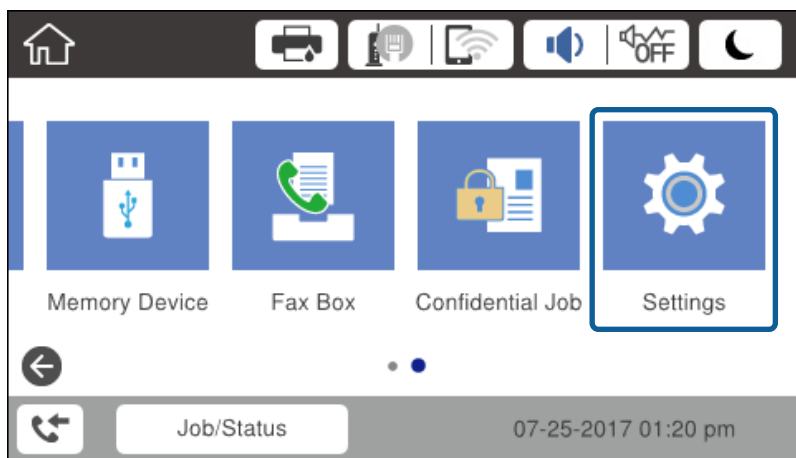 OFF
Memory Device
Fax Box
Confidential Job
Settings
Job/Status
07-25-2017 01:20 pm